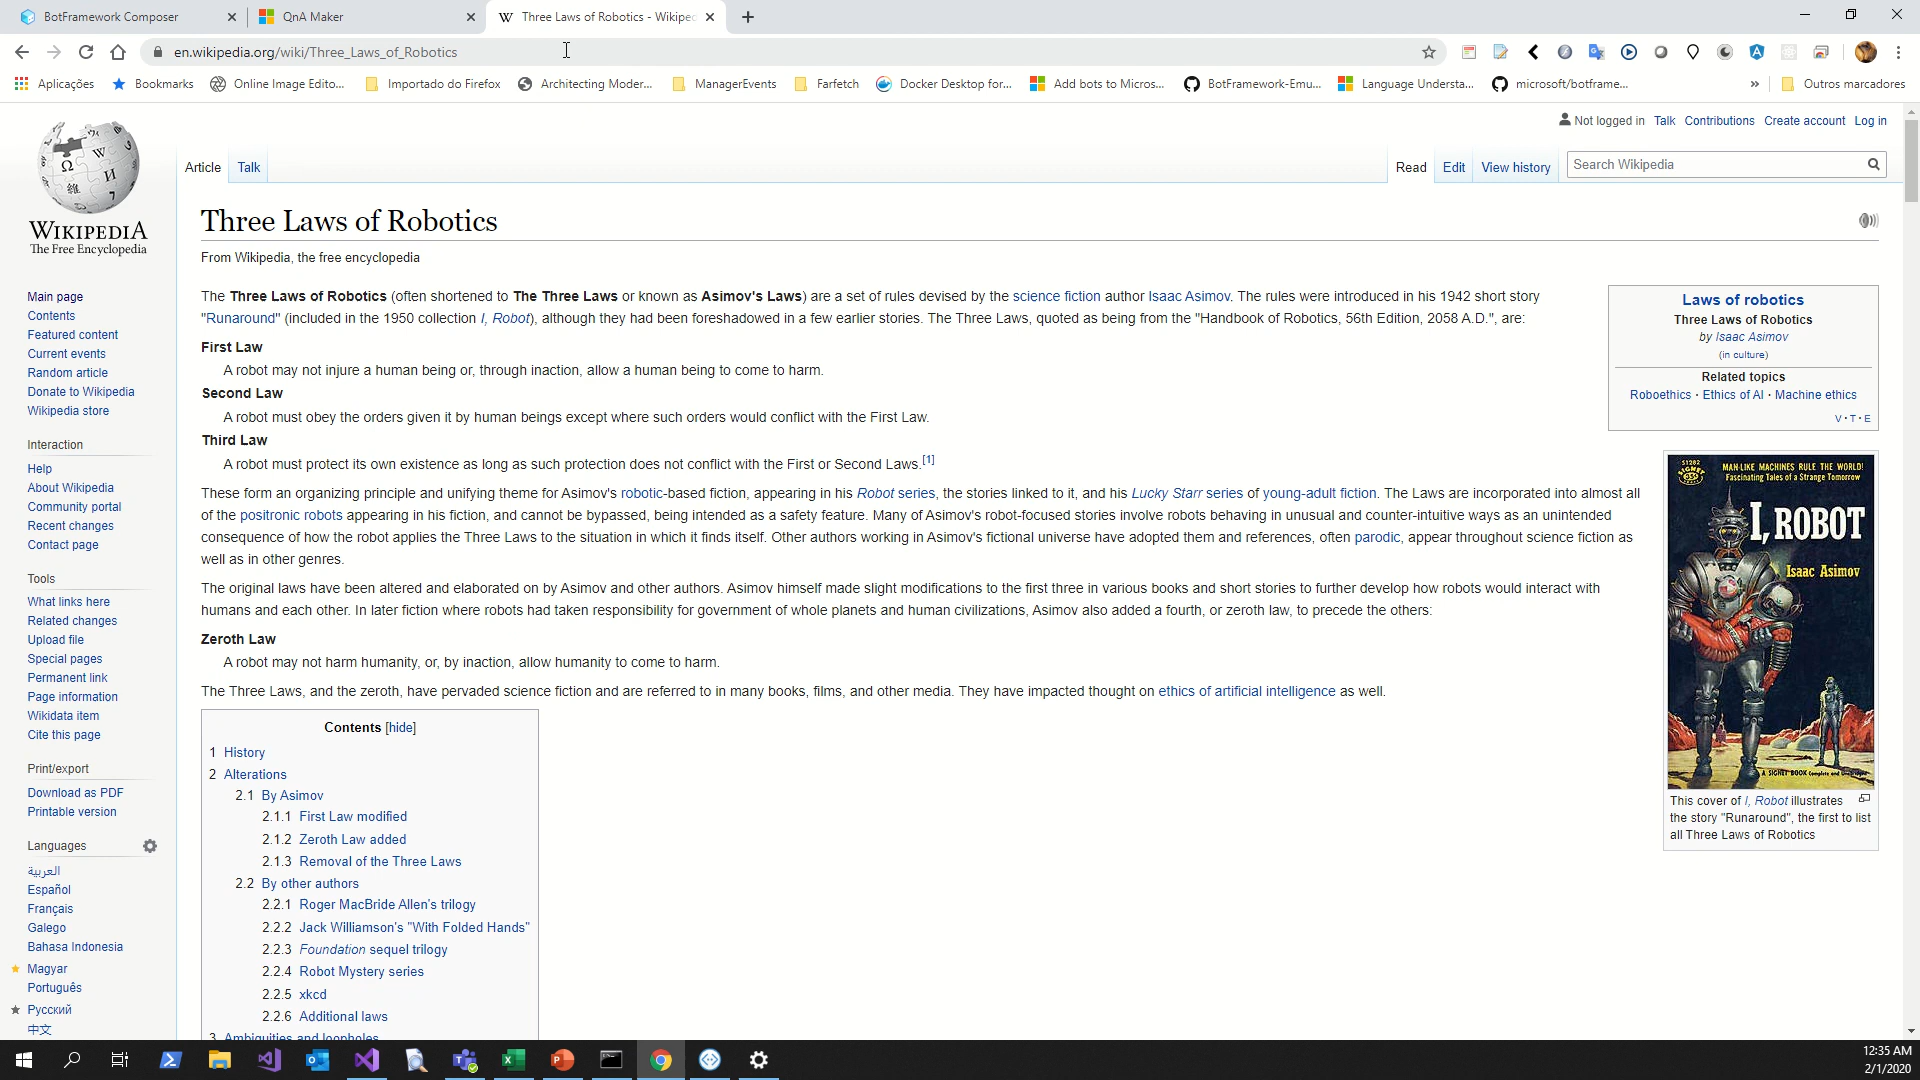 BotFramework Composer
QnA Maker
Three Laws of Robotics - Wikiped
en.wikipedia.org/wiki/Three_Laws_of_Robotics
Aplicações
Bookmarks
Online Image Edito...
Importado do Firefox
Architecting Moder...
ManagerEvents
Farfetch
Docker Desktop for...
Add bots to Micros...
BotFramework-Emu...
Language Understa...
microsoft/botframe...
»
Outros marcadores
Not logged in Talk Contributions Create account Log in
Article Talk
Read Edit View history
Search Wikipedia
WIKIPEDIA
The Free Encyclopedia
Main page
Contents
Featured content
Current events
Random article
Donate to Wikipedia
Wikipedia store
Interaction
Help
About Wikipedia
Community portal
Recent changes
Contact page
Tools
What links here
Related changes
Upload file
Special pages
Permanent link
Page information
Wikidata item
Cite this page
Print/export
Download as PDF
Printable version
Languages
العربية
Español
Français
Galego
Bahasa Indonesia
Magyar
Português
Русский
中文
Three Laws of Robotics
From Wikipedia, the free encyclopedia
The Three Laws of Robotics (often shortened to The Three Laws or known as Asimov's Laws) are a set of rules devised by the science fiction author Isaac Asimov. The rules were introduced in his 1942 short story
"Runaround" (included in the 1950 collection I, Robot), although they had been foreshadowed in a few earlier stories. The Three Laws, quoted as being from the "Handbook of Robotics, 56th Edition, 2058 A.D.", are:
First Law
A robot may not injure a human being or, through inaction, allow a human being to come to harm.
Second Law
A robot must obey the orders given it by human beings except where such orders would conflict with the First Law.
Third Law
A robot must protect its own existence as long as such protection does not conflict with the First or Second Laws.[1]
These form an organizing principle and unifying theme for Asimov's robotic-based fiction, appearing in his Robot series, the stories linked to it, and his Lucky Starr series of young-adult fiction. The Laws are incorporated into almost all
of the positronic robots appearing in his fiction, and cannot be bypassed, being intended as a safety feature. Many of Asimov's robot-focused stories involve robots behaving in unusual and counter-intuitive ways as an unintended
consequence of how the robot applies the Three Laws to the situation in which it finds itself. Other authors working in Asimov's fictional universe have adopted them and references, often parodic, appear throughout science fiction as
well as in other genres.
The original laws have been altered and elaborated on by Asimov and other authors. Asimov himself made slight modifications to the first three in various books and short stories to further develop how robots would interact with
humans and each other. In later fiction where robots had taken responsibility for government of whole planets and human civilizations, Asimov also added a fourth, or zeroth law, to precede the others:
Zeroth Law
A robot may not harm humanity, or, by inaction, allow humanity to come to harm.
The Three Laws, and the zeroth, have pervaded science fiction and are referred to in many books, films, and other media. They have impacted thought on ethics of artificial intelligence as well.
Contents [hide]
1 History
2 Alterations
2.1 By Asimov
2.1.1 First Law modified
2.1.2 Zeroth Law added
2.1.3 Removal of the Three Laws
2.2 By other authors
2.2.1 Roger MacBride Allen's trilogy
2.2.2 Jack Williamson's "With Folded Hands"
2.2.3 Foundation sequel trilogy
2.2.4 Robot Mystery series
2.2.5 xkcd
2.2.6 Additional laws
3 Ambiguities and loopholes
Laws of robotics
Three Laws of Robotics
by Isaac Asimov
(in culture)
Related topics
Roboethics · Ethics of AI · Machine ethics
V · T · E
S1282
SIGNET
MAN-LIKE MACHINES RULE THE WORLD!
Fascinating Tales of a Strange Tomorrow
I, ROBOT
Isaac Asimov
A SIGNET BOOK
This cover of I, Robot illustrates
the story "Runaround", the first to list
all Three Laws of Robotics
12:35 AM
2/1/2020